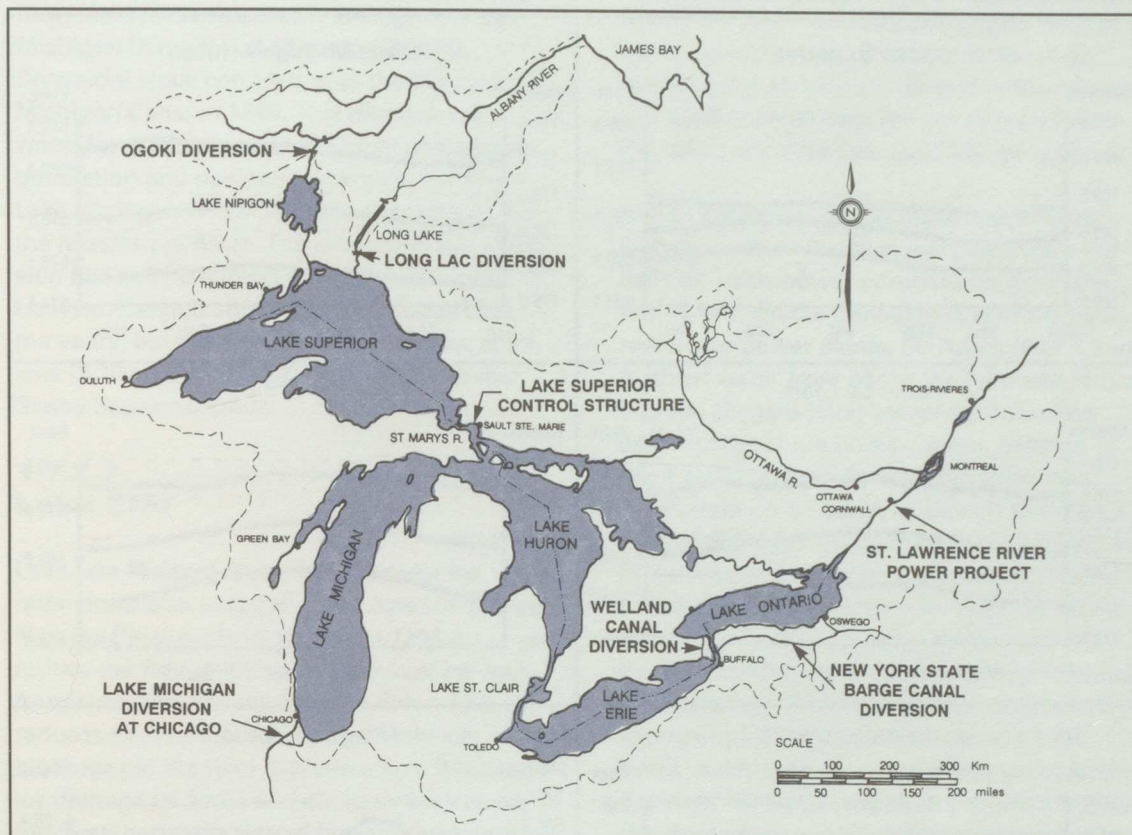 JAMES BAY
ALBANY RIVER
OGOKI DIVERSION
LAKE NIPIGON
LONG LAKE
LONG LAC DIVERSION
N
THUNDER BAY
LAKE SUPERIOR
DULUTH
LAKE SUPERIOR
CONTROL STRUCTURE
SAULT STE. MARIE
ST MARYS R.
TROIS-RIVIERES
MONTREAL
OTTAWA R.
OTTAWA
CORNWALL
GREEN BAY
LAKE MICHIGAN
LAKE
HURON
ST. LAWRENCE RIVER
POWER PROJECT
WELLAND
CANAL
DIVERSION
LAKE ONTARIO
OSWEGO
BUFFALO
NEW YORK STATE
BARGE CANAL
DIVERSION
LAKE ST. CLAIR
LAKE
ERIE
LAKE MICHIGAN
DIVERSION
AT CHICAGO
CHICAGO
TOLEDO
SCALE
0 100 200 300 Km
0 50 100 150 200 miles